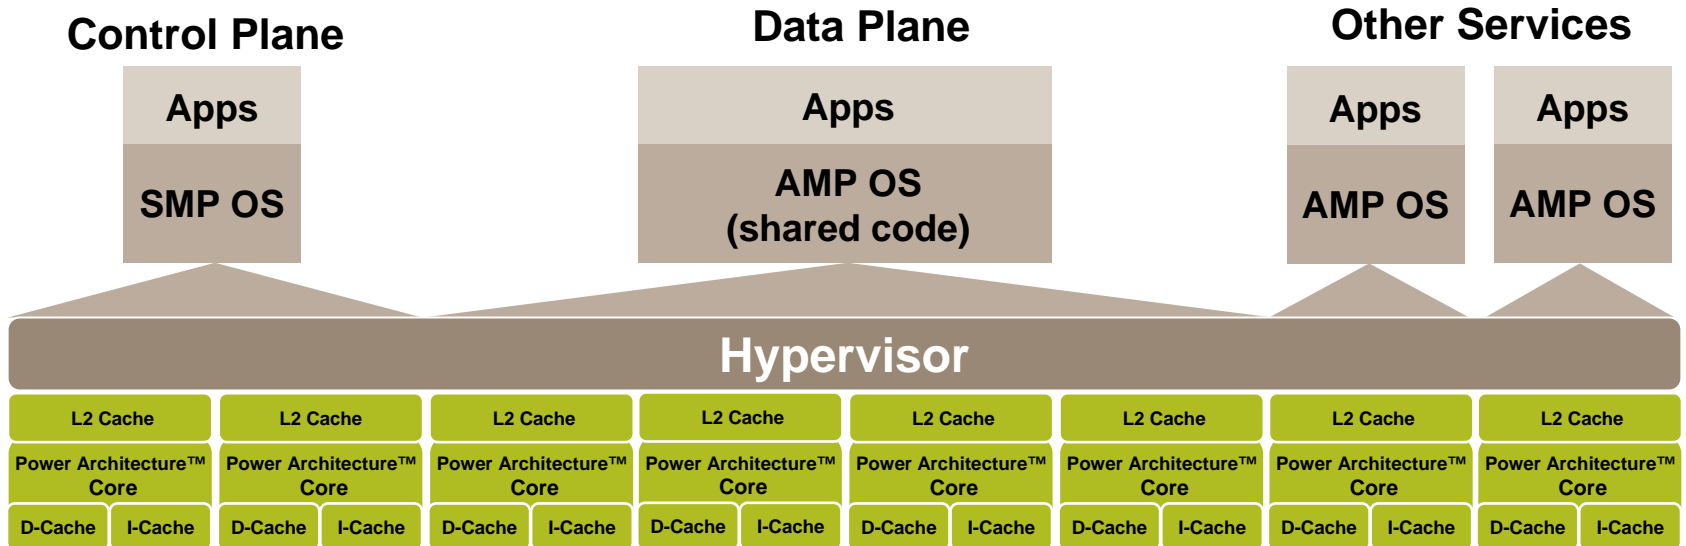 Control Plane
Data Plane
Other Services
Apps
Apps
Apps
Apps
SMP OS
AMP OS
(shared code)
AMP OS
AMP OS
Hypervisor
L2 Cache
L2 Cache
L2 Cache
L2 Cache
L2 Cache
L2 Cache
L2 Cache
L2 Cache
Power Architecture™
Core
Power Architecture™
Core
Power Architecture™
Core
Power Architecture™
Core
Power Architecture™
Core
Power Architecture™
Core
Power Architecture™
Core
Power Architecture™
Core
D-Cache
I-Cache
D-Cache
I-Cache
D-Cache
I-Cache
D-Cache
I-Cache
D-Cache
I-Cache
D-Cache
I-Cache
D-Cache
I-Cache
D-Cache
I-Cache